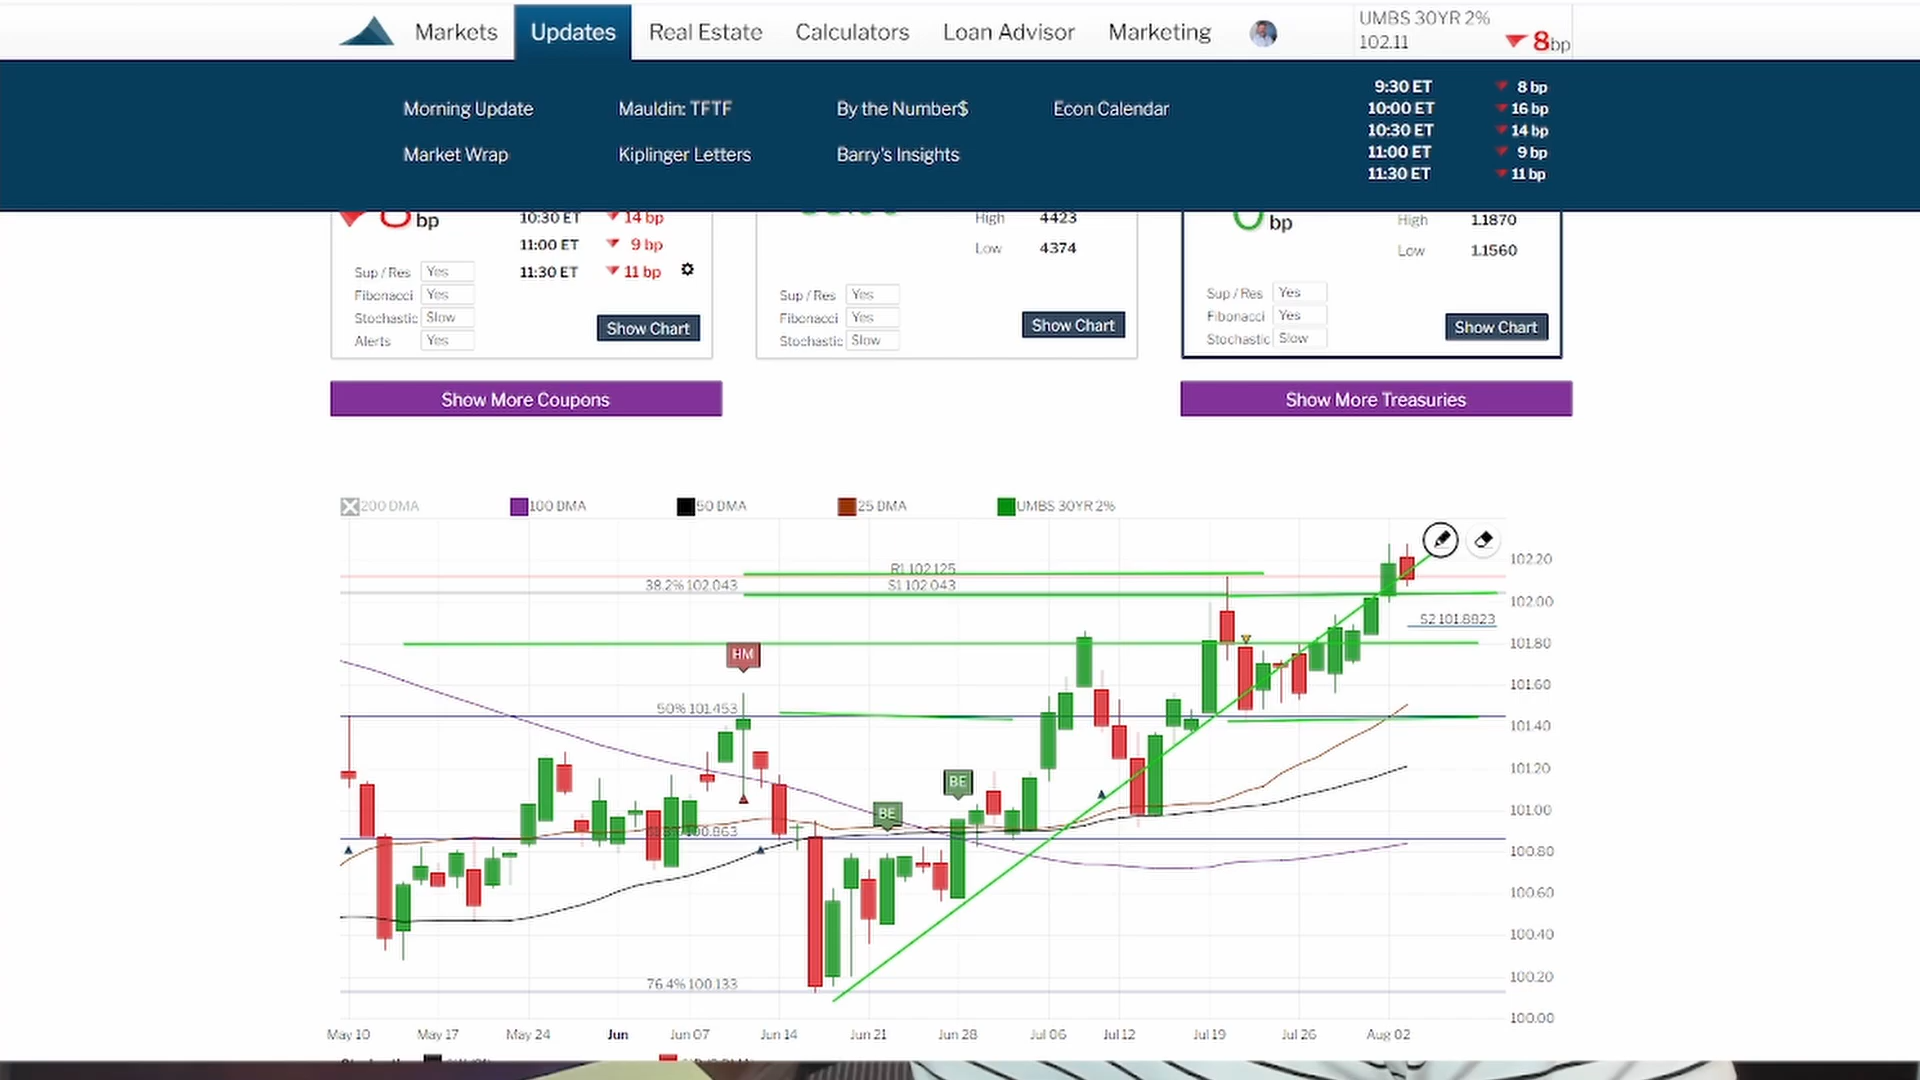 Markets Updates Real Estate Calculators Loan Advisor Marketing
UMBS 30YR 2%
102.11
8bp
Morning Update Mauldin: TFTF By the Number$ Econ Calendar
Market Wrap Kiplinger Letters Barry's Insights
9:30 ET 8 bp
10:00 ET 16 bp
10:30 ET 14 bp
11:00 ET 9 bp
11:30 ET 11 bp
bp
10:30 ET 14 bp
11:00 ET 9 bp
11:30 ET 11 bp
Sup / Res Yes
Fibonacci Yes
Stochastic Slow
Alerts Yes
Show Chart
High 4423
Low 4374
Sup / Res Yes
Fibonacci Yes
Stochastic Slow
Show Chart
bp
High 1.1870
Low 1.1560
Sup / Res Yes
Fibonacci Yes
Stochastic Slow
Show Chart
Show More Coupons
Show More Treasuries
200 DMA 100 DMA 50 DMA 25 DMA UMBS 30YR 2%
R1 102.125
38.2% 102.043
S1 102.043
S2 101.8823
HM
50% 101.453
BE
BE
76.4% 100.133
102.20
102.00
101.80
101.60
101.40
101.20
101.00
100.80
100.60
100.40
100.20
100.00
May 10 May 17 May 24 Jun Jun 07 Jun 14 Jun 21 Jun 28 Jul 06 Jul 12 Jul 19 Jul 26 Aug 02